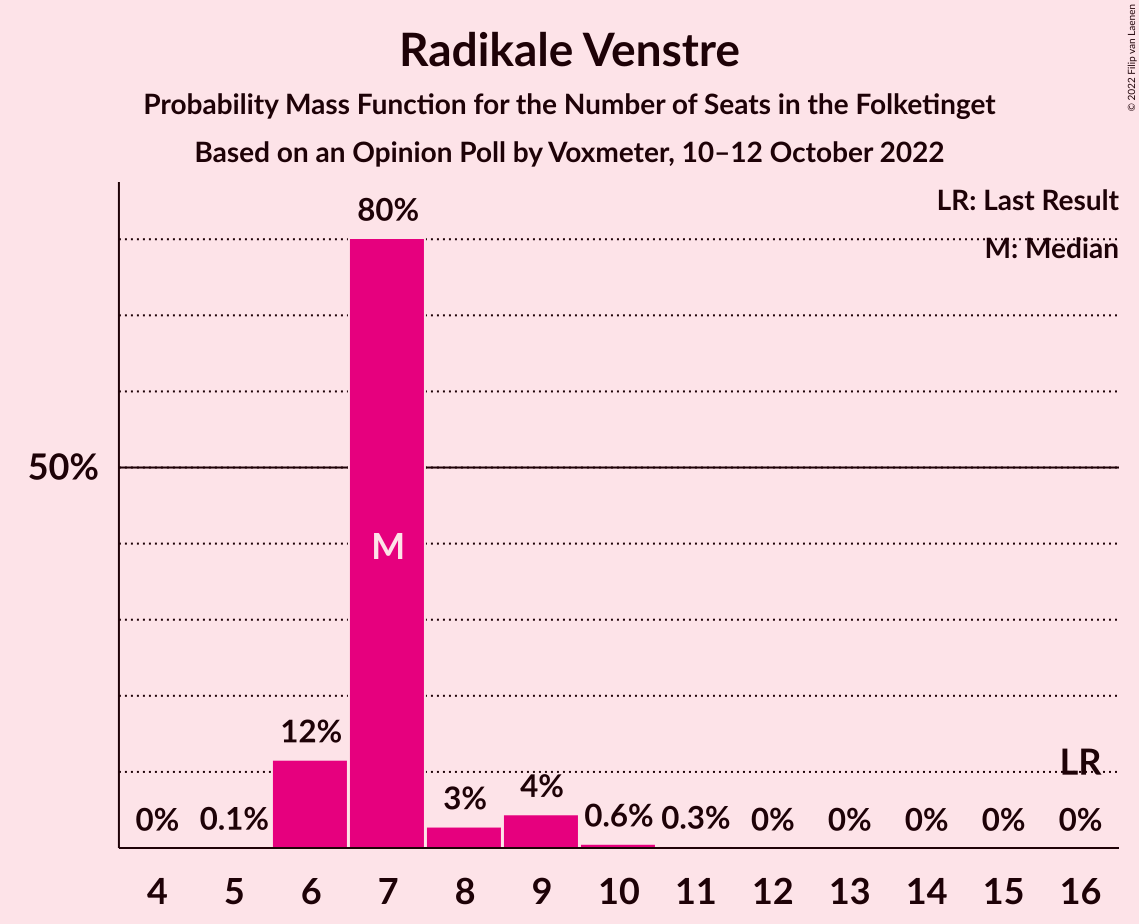 Radikale Venstre
Probability Mass Function for the Number of Seats in the Folketinget
Based on an Opinion Poll by Voxmeter, 10–12 October 2022
© 2022 Filip van Laenen
LR: Last Result
M: Median
80%
50%
M
12%
LR
0%
0.1%
3%
4%
0.6%
0.3%
0%
0%
0%
0%
0%
4 5 6 7 8 9 10 11 12 13 14 15 16